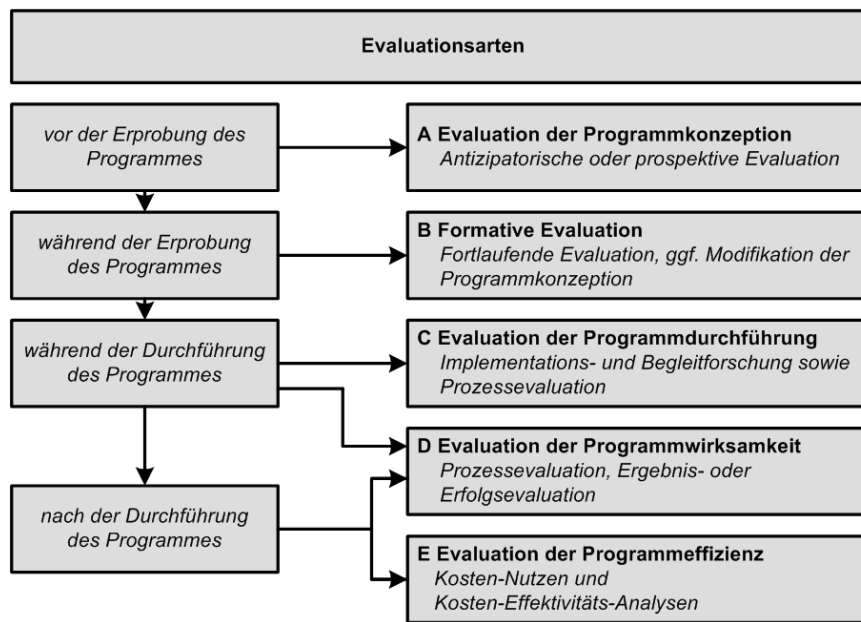 Evaluationsarten
vor der Erprobung des
Programmes
A Evaluation der Programmkonzeption
Antizipatorische oder prospektive Evaluation
während der Erprobung
des Programmes
B Formative Evaluation
Fortlaufende Evaluation, ggf. Modifikation der
Programmkonzeption
während der Durchführung
des Programmes
C Evaluation der Programmdurchführung
Implementations- und Begleitforschung sowie
Prozessevaluation
D Evaluation der Programmwirksamkeit
Prozessevaluation, Ergebnis- oder
Erfolgsevaluation
nach der Durchführung
des Programmes
E Evaluation der Programmeffizienz
Kosten-Nutzen und
Kosten-Effektivitäts-Analysen